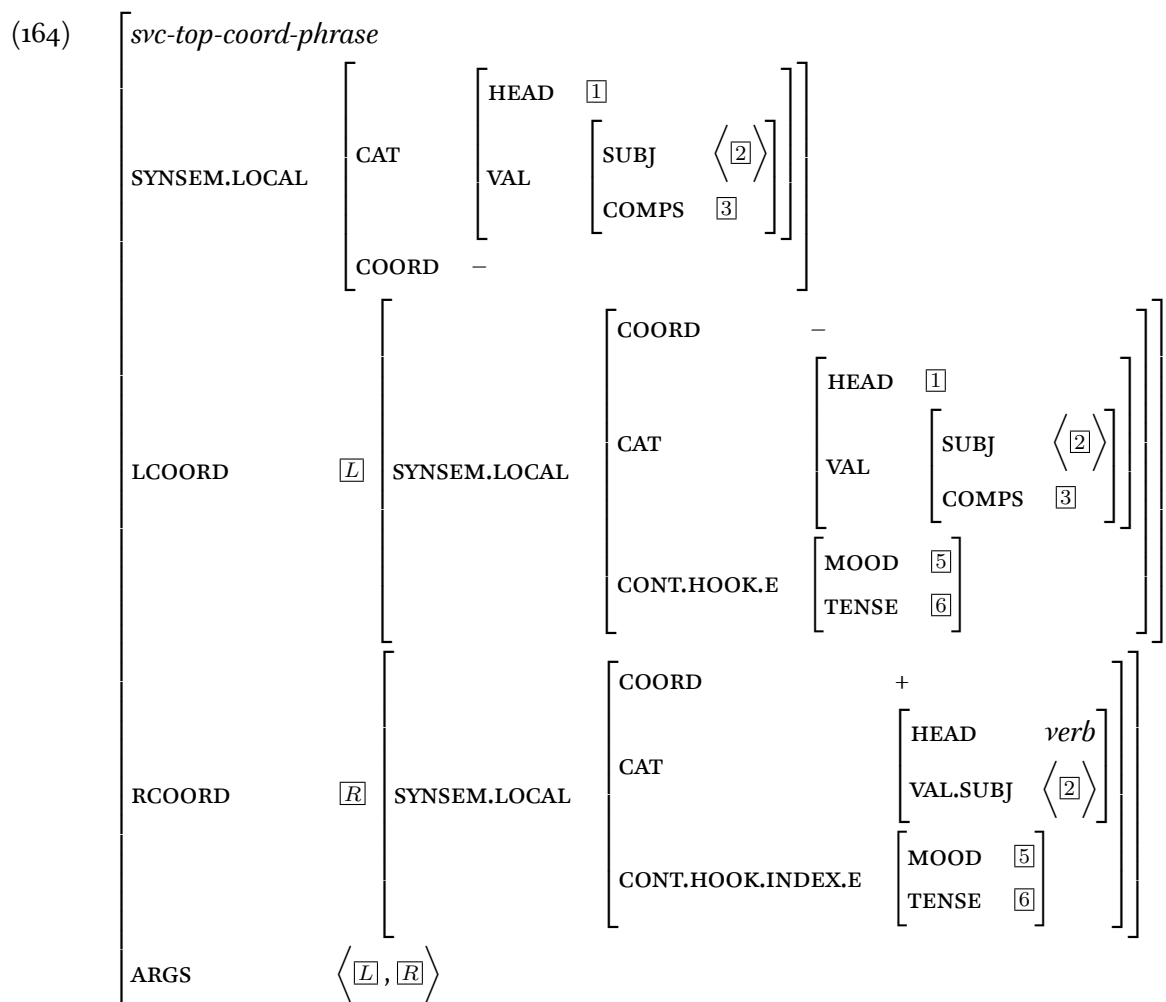 (164) svc-top-coord-phrase
HEAD 1
CAT SUBJ ⟨2⟩
SYNSEM.LOCAL VAL
COMPS 3
COORD –
COORD –
HEAD 1
CAT SUBJ ⟨2⟩
VAL
LCOORD L SYNSEM.LOCAL
COMPS 3
MOOD 5
CONT.HOOK.E
TENSE 6
COORD +
HEAD verb
CAT
VAL.SUBJ ⟨2⟩
RCOORD R SYNSEM.LOCAL
MOOD 5
CONT.HOOK.INDEX.E
TENSE 6
ARGS ⟨L, R⟩